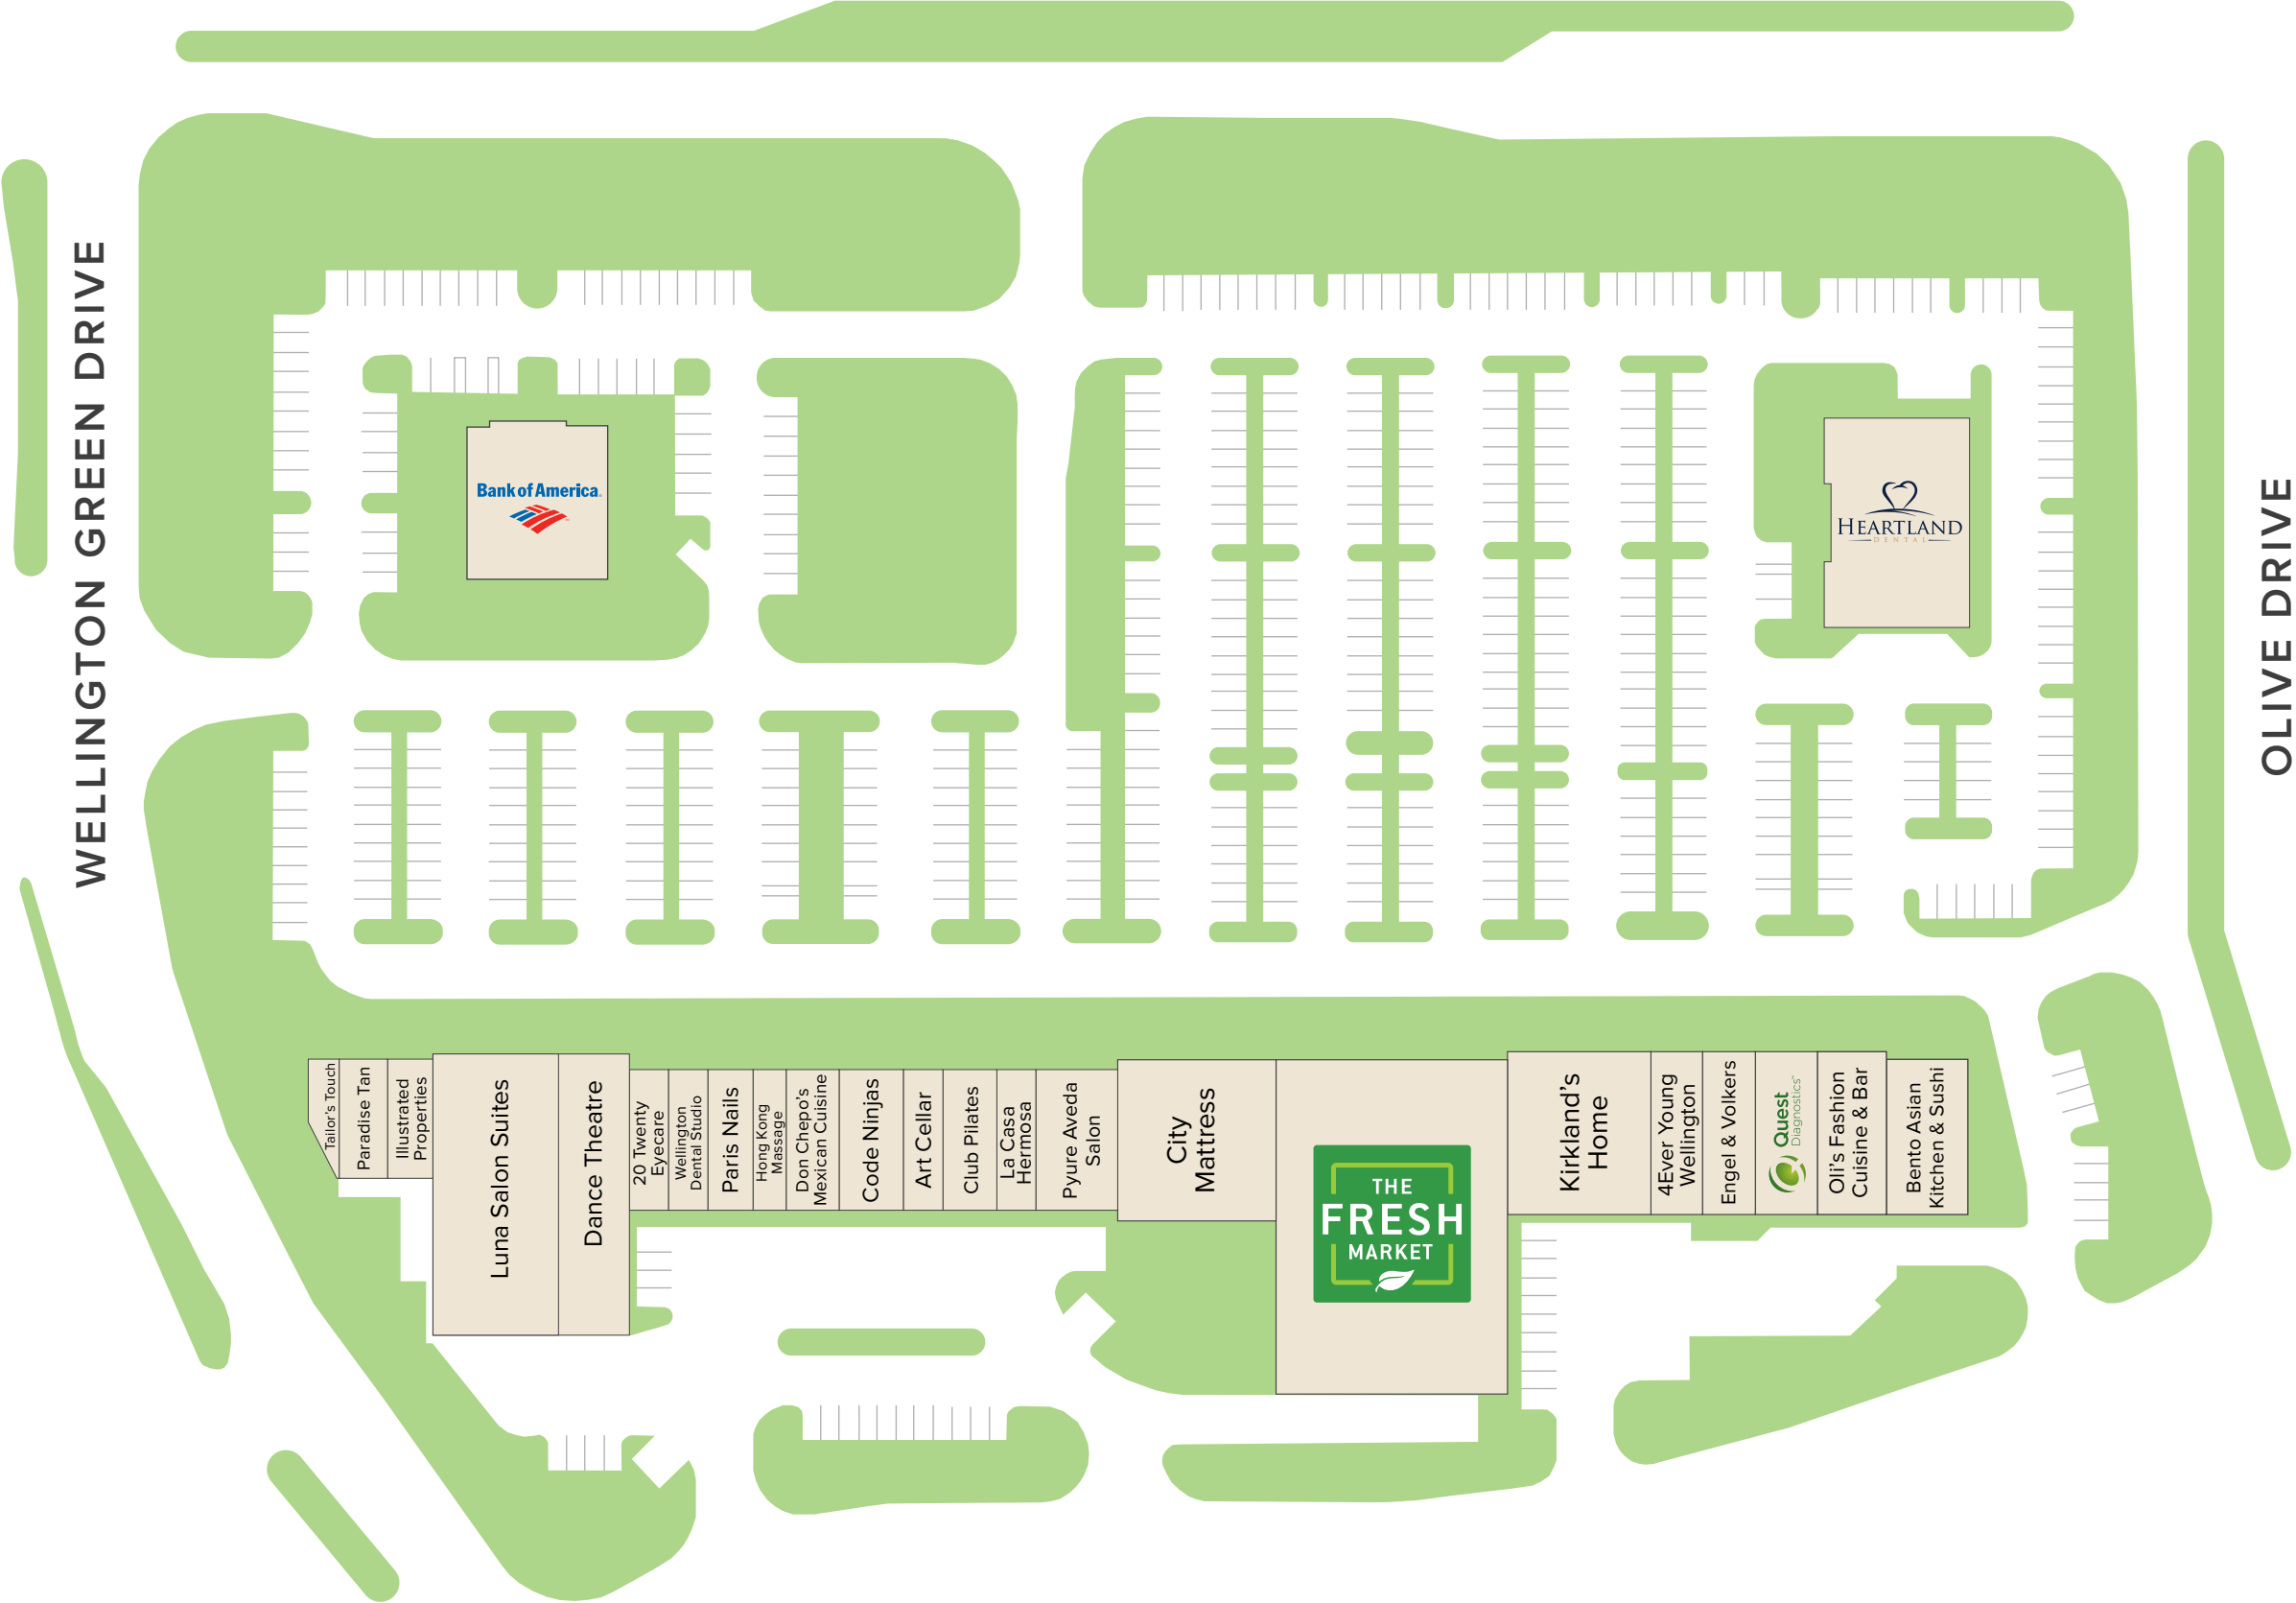 WELLINGTON GREEN DRIVE
Bank of America
HEARTLAND
DENTAL
OLIVE DRIVE
Tailor's Touch
Paradise Tan
Illustrated
Properties
Luna Salon Suites
Dance Theatre
20 Twenty
Eyecare
Wellington
Dental Studio
Paris Nails
Hong Kong
Massage
Don Chepo's
Mexican Cuisine
Code Ninjas
Art Cellar
Club Pilates
La Casa
Hermosa
Pyure Aveda
Salon
City
Mattress
THE
FRESH
MARKET
Kirkland's
Home
4Ever Young
Wellington
Engel & Volkers
Quest
Diagnostics™
Oli's Fashion
Cuisine & Bar
Bento Asian
Kitchen & Sushi